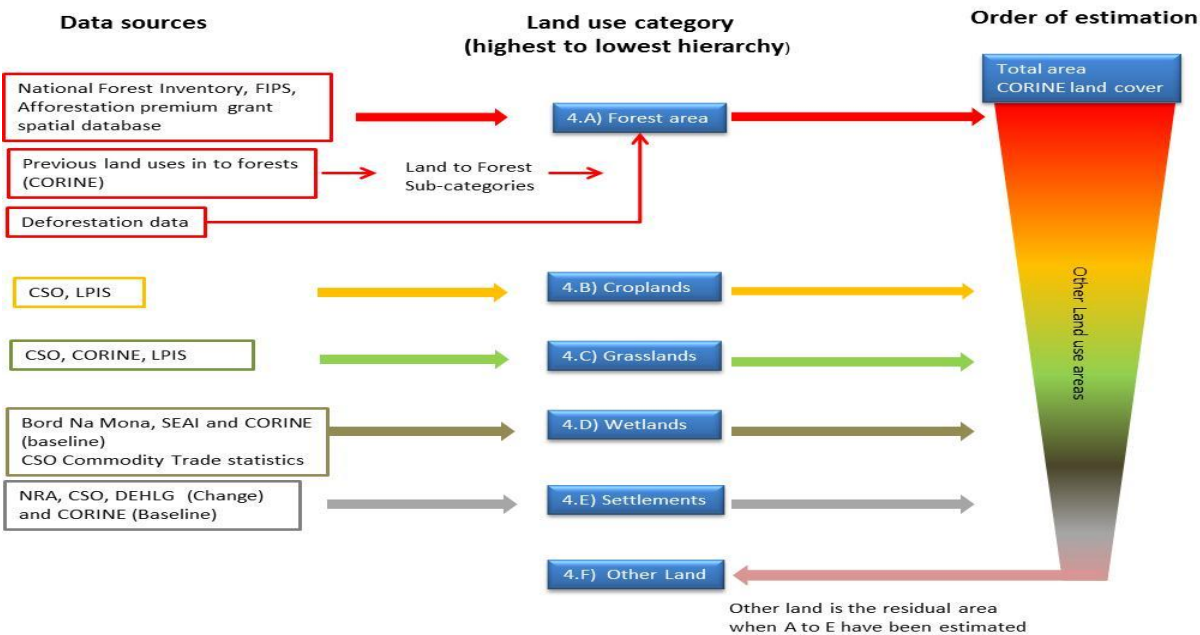 Data sources
Land use category
(highest to lowest hierarchy)
Order of estimation
National Forest Inventory, FIPS,
Afforestation premium grant
spatial database
4.A) Forest area
Total area
CORINE land cover
Previous land uses in to forests
(CORINE)
Land to Forest
Sub-categories
Deforestation data
CSO, LPIS
4.B) Croplands
Other Land use areas
CSO, CORINE, LPIS
4.C) Grasslands
Bord Na Mona, SEAI and CORINE
(baseline)
CSO Commodity Trade statistics
4.D) Wetlands
NRA, CSO, DEHLG (Change)
and CORINE (Baseline)
4.E) Settlements
4.F) Other Land
Other land is the residual area
when A to E have been estimated